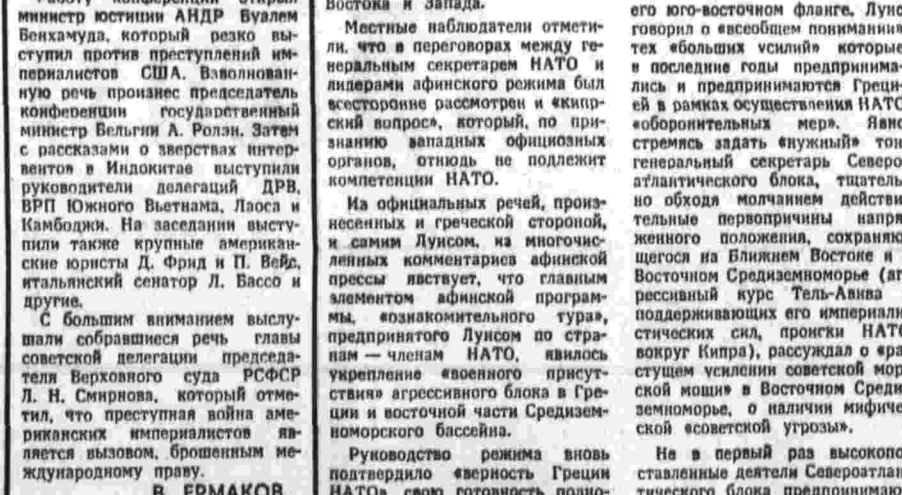 Работу конференции открыл
министр юстиции АНДР Буалем
Бенхамуда, который резко вы-
ступил против преступлений им-
периалистов США. Взволнован-
ную речь произнес председатель
конференции государственный
министр Бельгии А. Ролэн. Затем
с рассказами о зверствах интер-
вентов в Индокитае выступили
руководители делегаций ДРВ,
ВРП Южного Вьетнама, Лаоса и
Камбоджи. На заседании высту-
пили также крупные американ-
ские юристы Д. Фрид и П. Вейс,
итальянский сенатор Л. Бассо и
другие.
С большим вниманием выслу-
шали собравшиеся речь главы
советской делегации председа-
теля Верховного суда РСФСР
Л. Н. Смирнова, который отме-
тил, что преступная война аме-
риканских империалистов яв-
ляется вызовом, брошенным ме-
ждународному праву.
В. ЕРМАКОВ.
Востока и Запада.
Местные наблюдатели отмети-
ли, что в переговорах между ге-
неральным секретарем НАТО и
лидерами афинского режима был
всесторонне рассмотрен и «кипр-
ский вопрос», который, по при-
знанию западных официозных
органов, отнюдь не подлежит
компетенции НАТО.
Из официальных речей, произ-
несенных и греческой стороной,
и самим Лунсом, из многочис-
ленных комментариев афинской
прессы явствует, что главным
элементом афинской програм-
мы, «ознакомительного тура»,
предпринятого Лунсом по стра-
нам — членам НАТО, явилось
укрепление «военного присут-
ствия» агрессивного блока в Гре-
ции и восточной части Средизем-
номорского бассейна.
Руководство режима вновь
подтвердило «верность Греции
НАТО», свою готовность полно-
его юго-восточном фланге. Лунс
говорил о «всеобщем понимании»
тех «больших усилий» которые
в последние годы предпринима-
лись и предпринимаются Греци-
ей в рамках осуществления НАТО
«оборонительных мер». Явно
стремясь задать «нужный» тон
генеральный секретарь Северо
атлантического блока, тщатель-
но обходя молчанием действи
тельные первопричины напря
женного положения, сохраняю
щегося на Ближнем Востоке и
Восточном Средиземноморье (аг
рессивный курс Тель-Авива
поддерживающих его империали
стических сил, происки НАТО
вокруг Кипра), рассуждал о «ра
стущем усилении советской мор
ской мощи» в Восточном Среди
земноморье, о наличии мифиче
ской «советской угрозы».
Не в первый раз высокопо
ставленные деятели Североатлан
тического блока предпринимаю